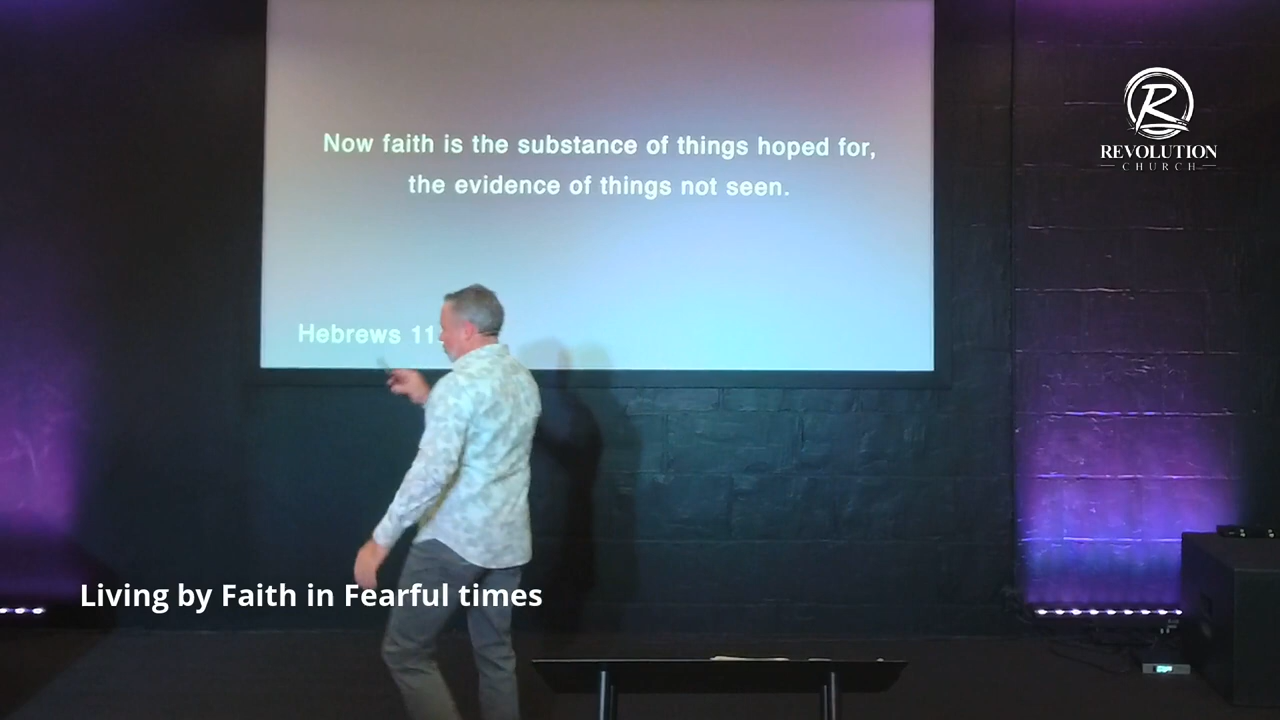 Now faith is the substance of things hoped for,
the evidence of things not seen.
Hebrews 11
Living by Faith in Fearful times
R
REVOLUTION
CHURCH